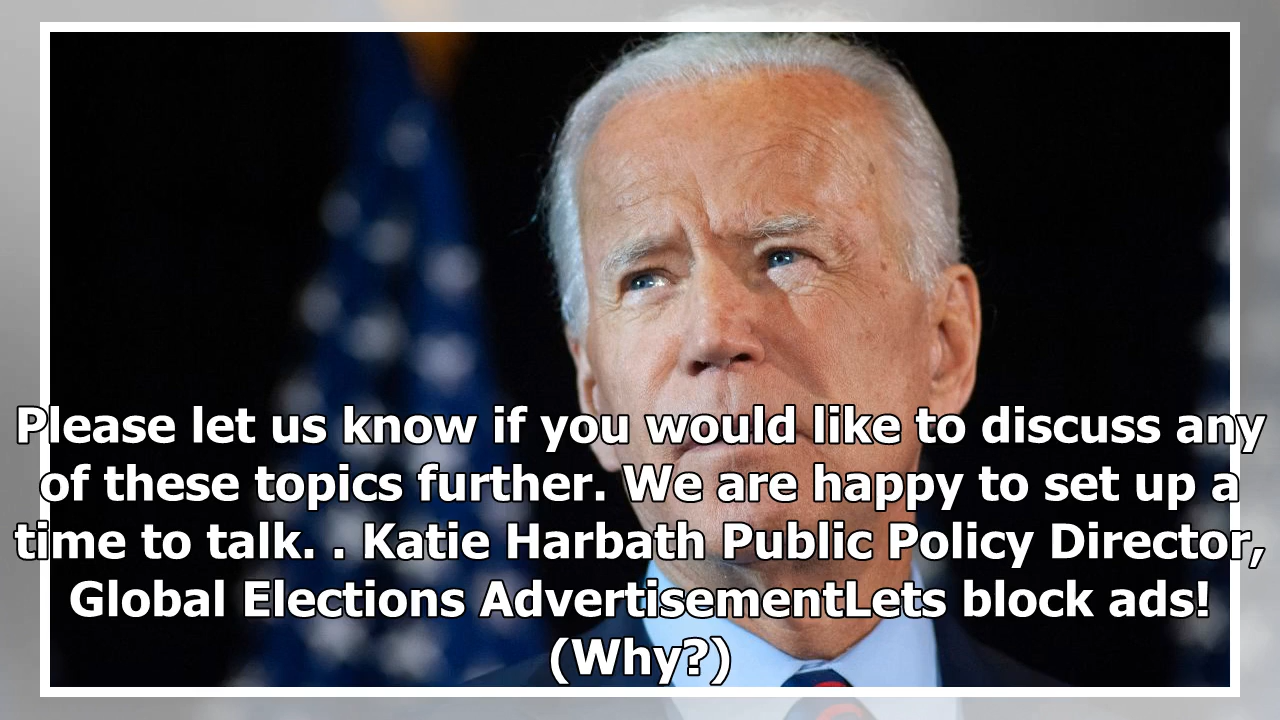 Please let us know if you would like to discuss any
of these topics further. We are happy to set up a
time to talk. . Katie Harbath Public Policy Director,
Global Elections AdvertisementLets block ads!
(Why?)